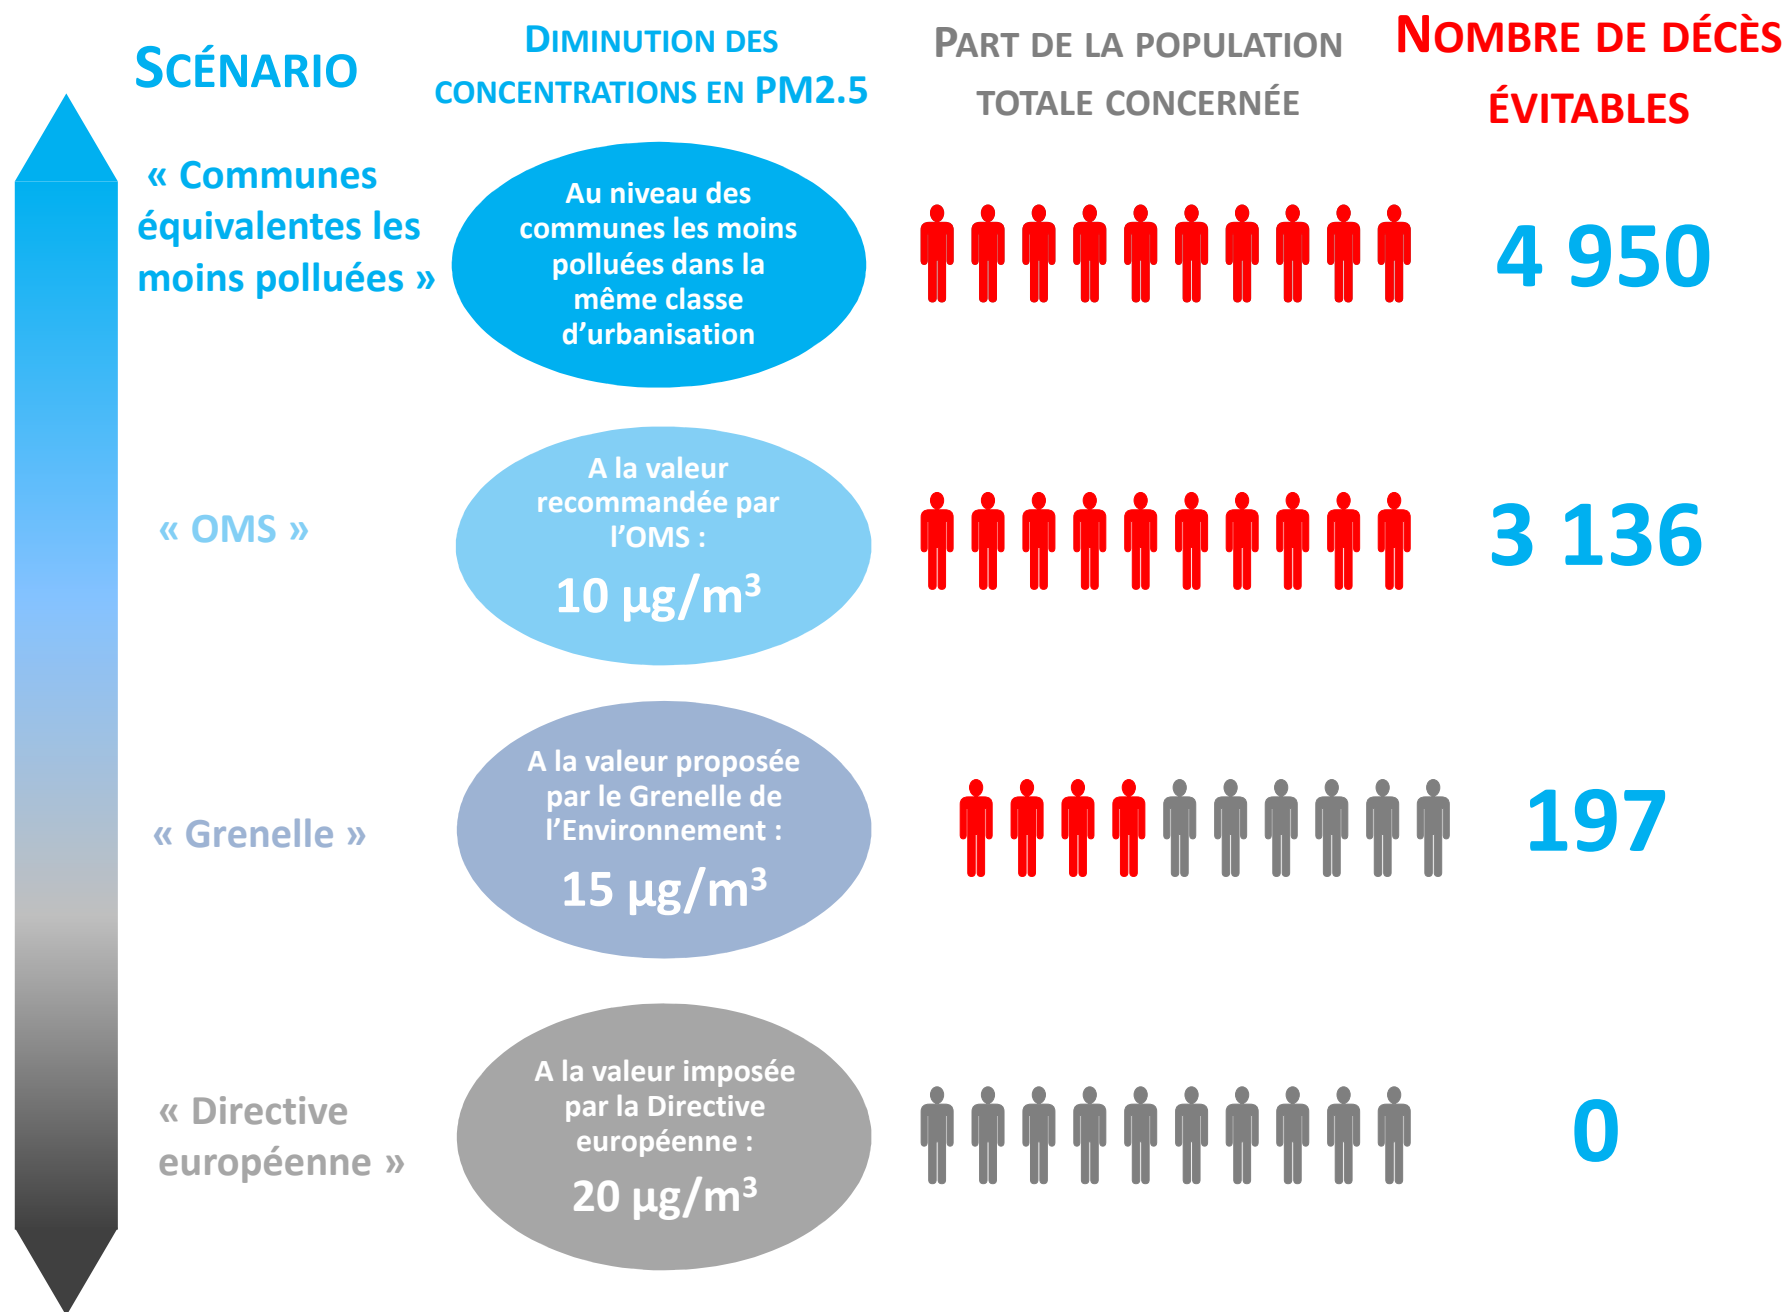 SCÉNARIO
DIMINUTION DES
CONCENTRATIONS EN PM2.5
PART DE LA POPULATION
TOTALE CONCERNÉE
NOMBRE DE DÉCÈS
ÉVITABLES
« Communes
équivalentes les
moins polluées »
Au niveau des
communes les moins
polluées dans la
même classe
d’urbanisation
4 950
« OMS »
A la valeur
recommandée par
l’OMS :
10 µg/m³
3 136
« Grenelle »
A la valeur proposée
par le Grenelle de
l’Environnement :
15 µg/m³
197
« Directive
européenne »
A la valeur imposée
par la Directive
européenne :
20 µg/m³
0